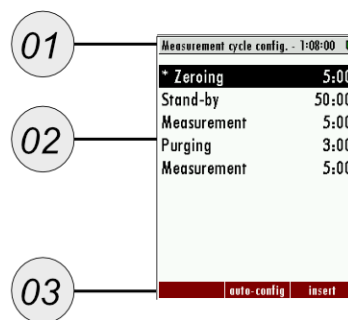 01
Measurement cycle config. - 1:08:00
* Zeroing 5:00
Stand-by 50:00
02
Measurement 5:00
Purging 3:00
Measurement 5:00
03
auto-config insert